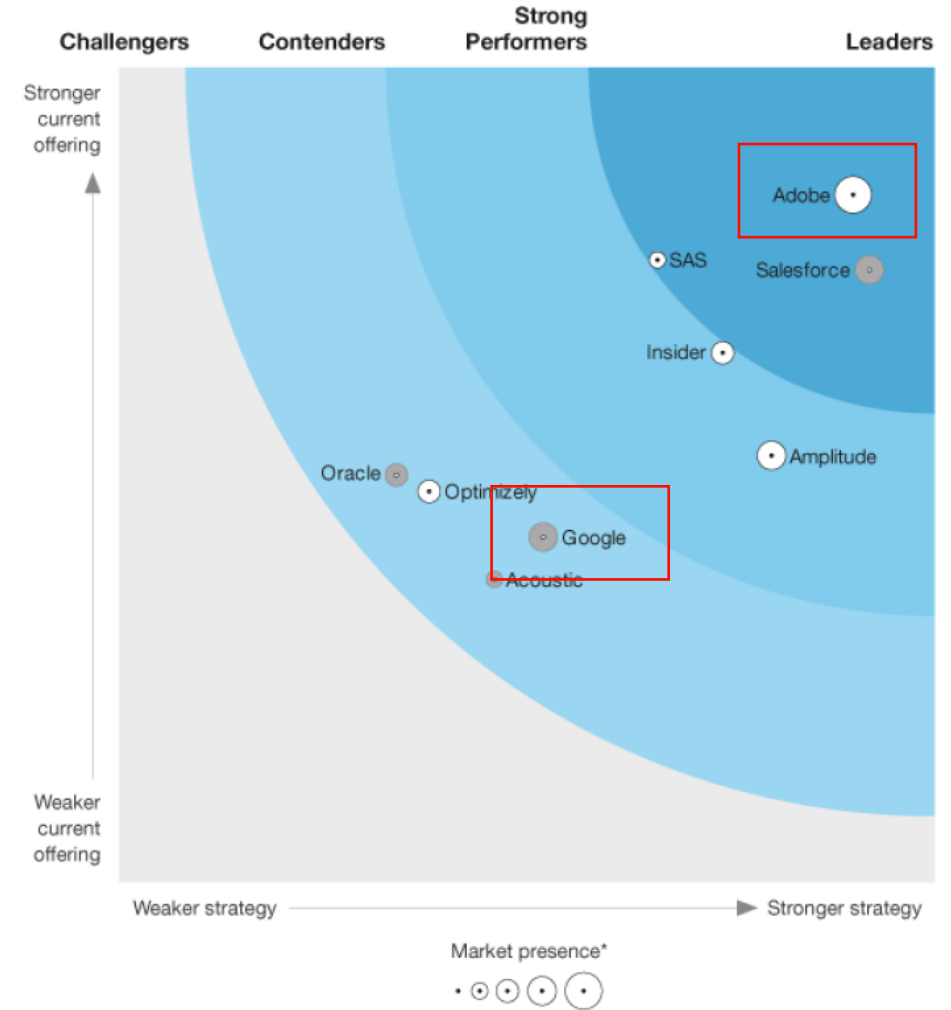 Strong
Challengers Contenders Performers Leaders
Stronger
current
offering
Adobe
SAS
Salesforce
Insider
Amplitude
Oracle
Optimizely
Google
Acoustic
Weaker
current
offering
Weaker strategy Stronger strategy
Market presence*